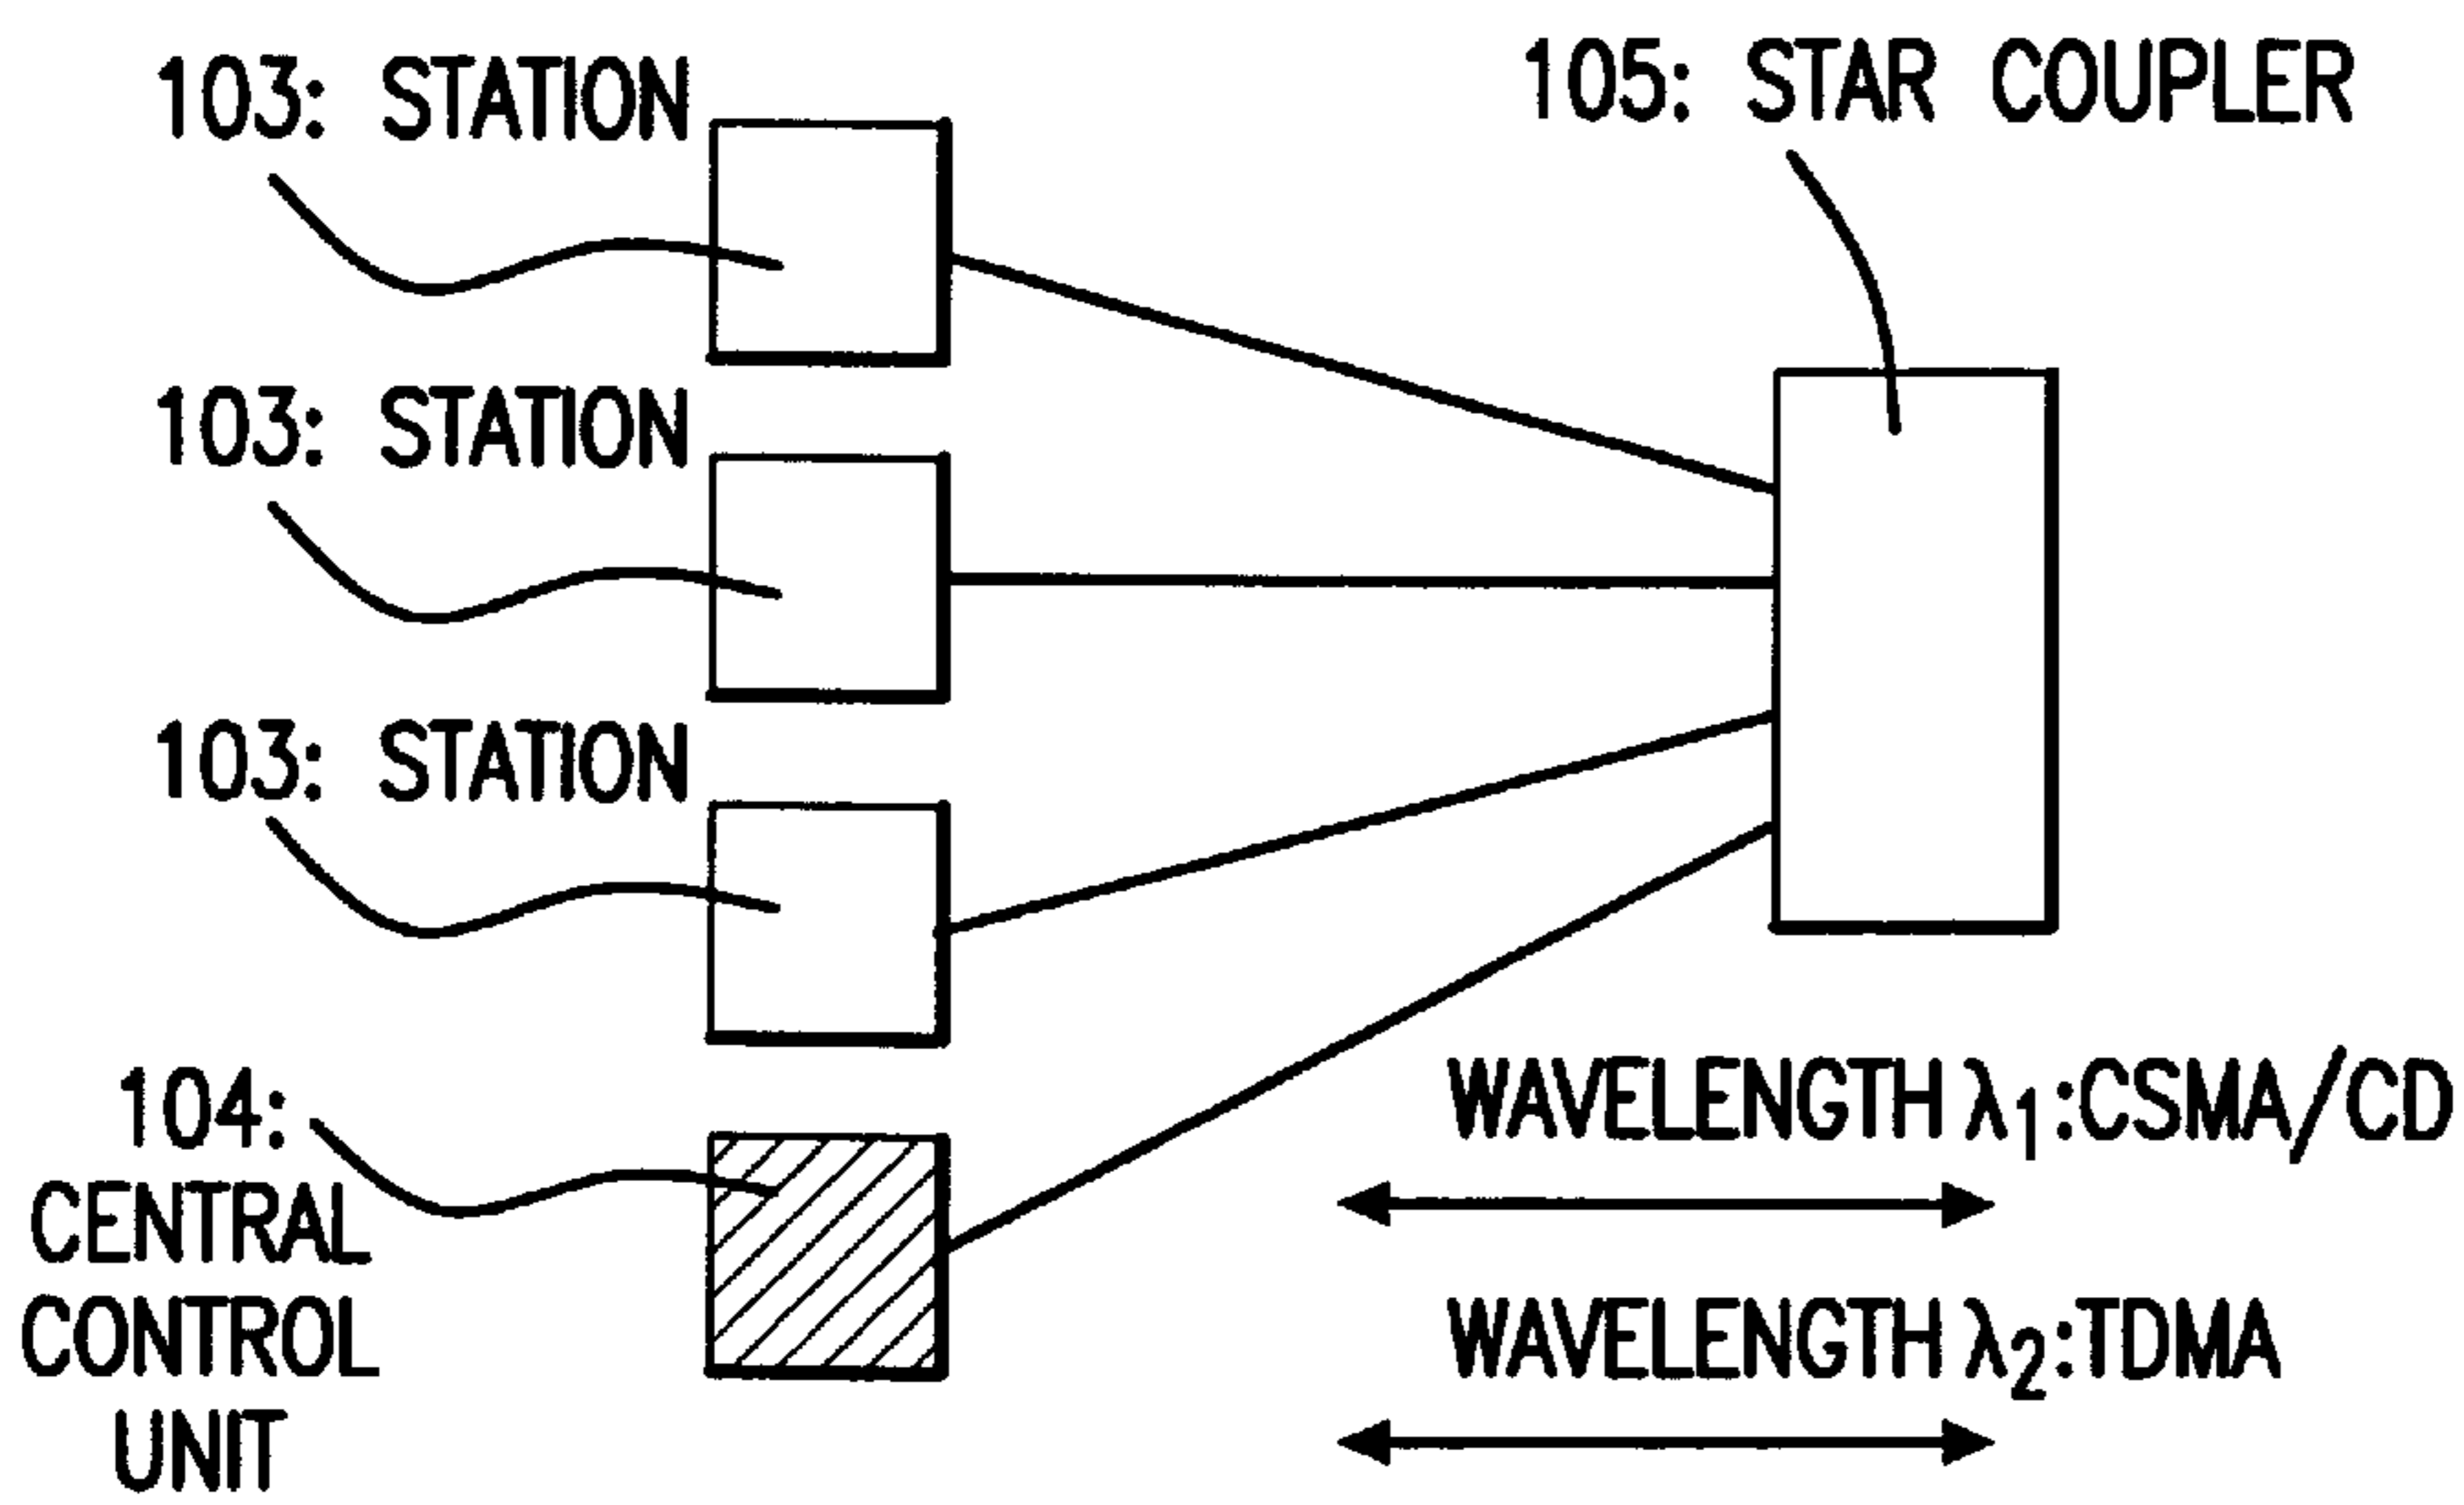 103: STATION
105: STAR COUPLER
103: STATION
103: STATION
104:
CENTRAL
CONTROL
UNIT
WAVELENGTH λ1:CSMA/CD
WAVELENGTH λ2:TDMA